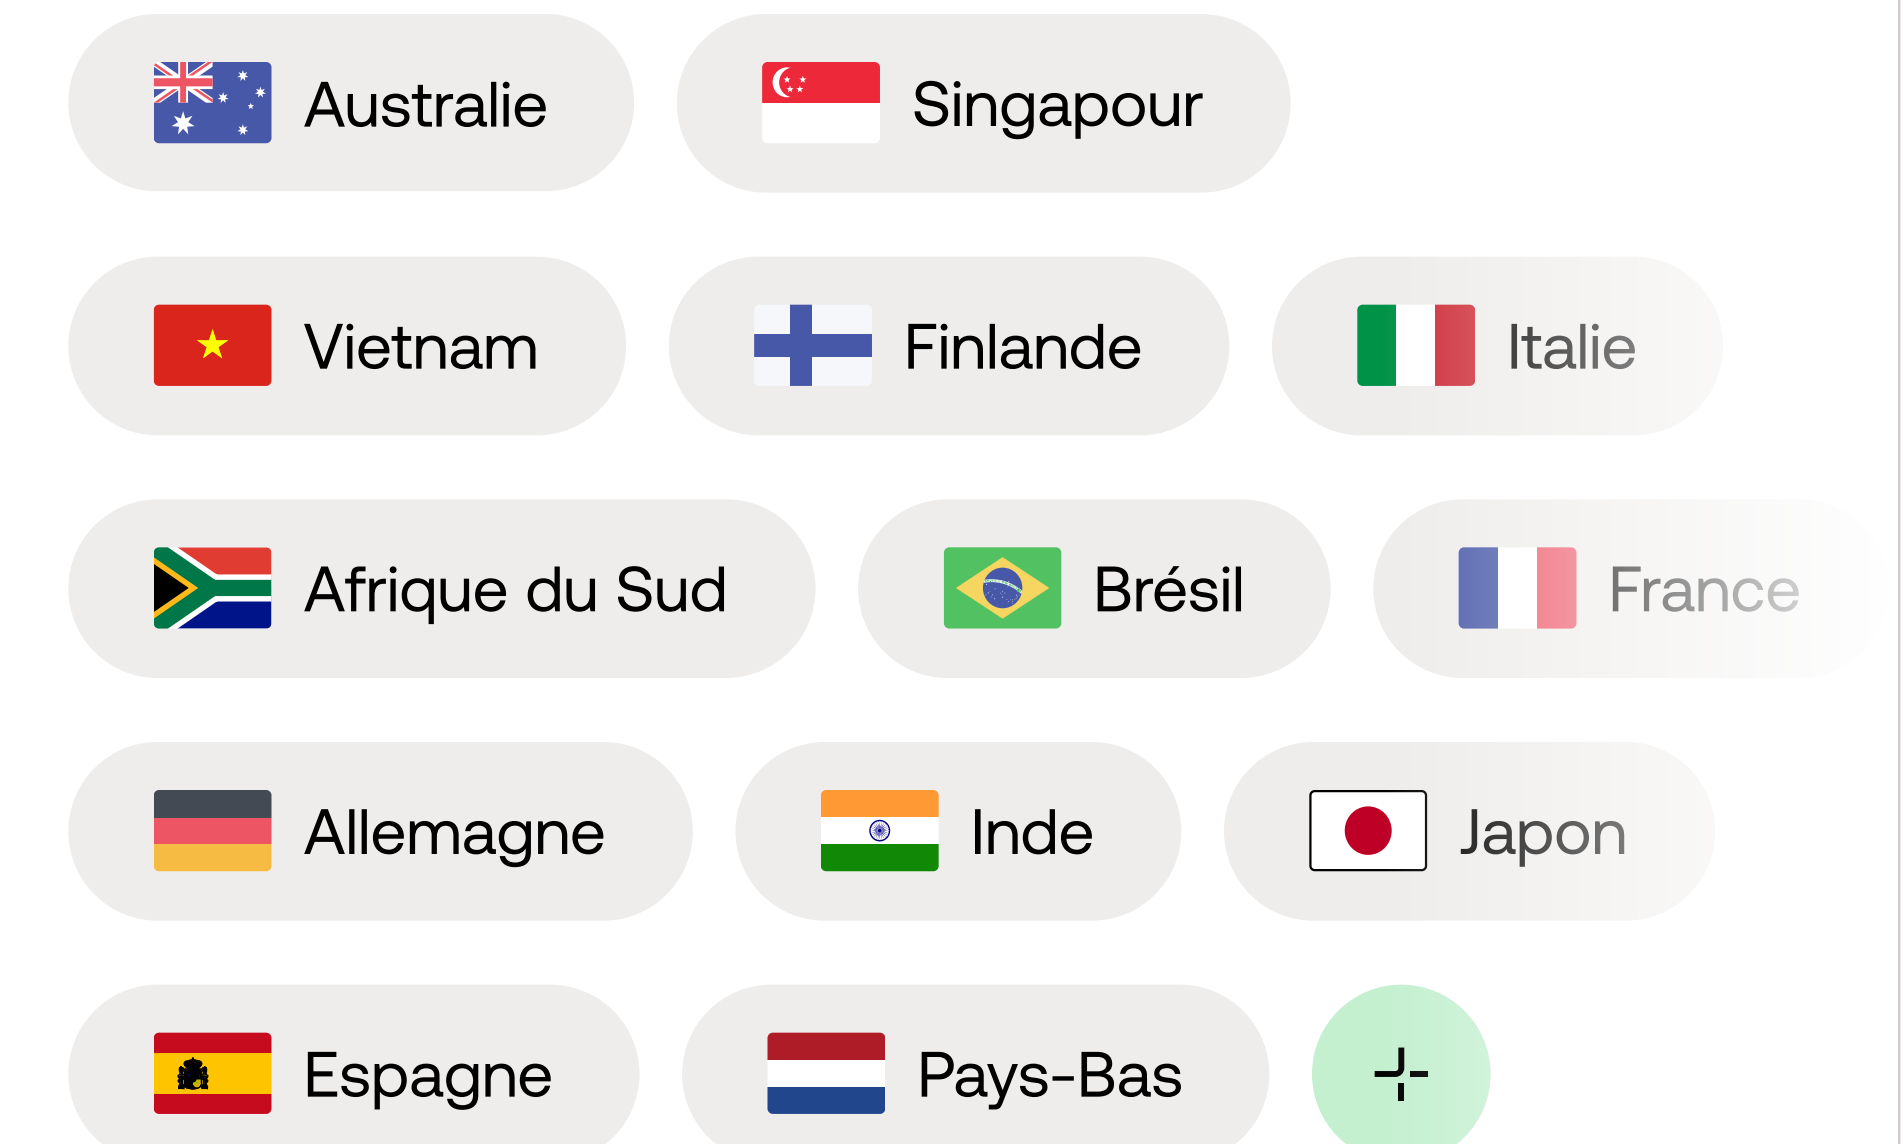 Australie
Singapour
Vietnam
Finlande
Italie
Afrique du Sud
Brésil
France
Allemagne
Inde
Japon
Espagne
Pays-Bas